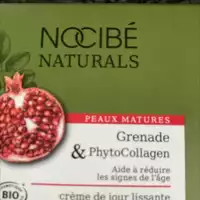 NOCIBÉ
NATURALS
PEAUX MATURES
Grenade
& PhytoCollagen
Aide à réduire
les signes de l'âge
BIO
crème de jour lissante